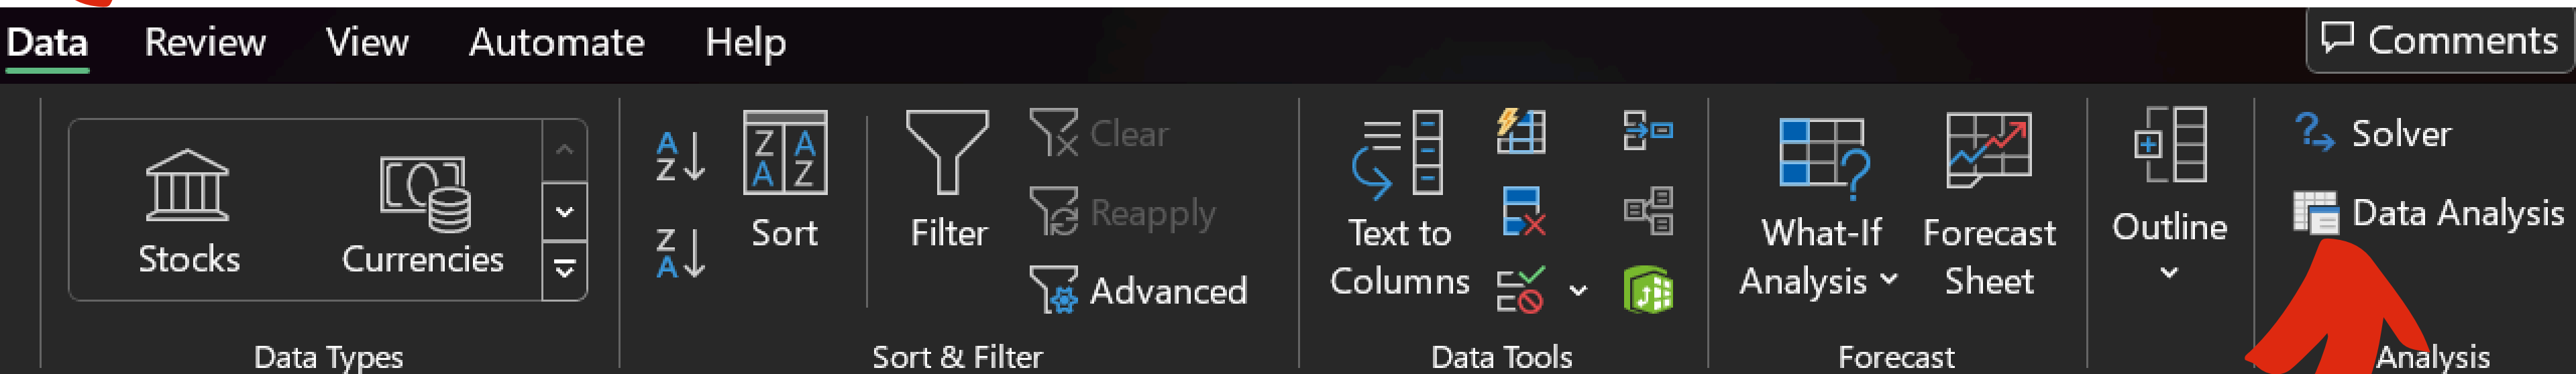 Data Review View Automate Help
Comments
Stocks
Currencies
Data Types
A
Z
Z
A
Z A
A Z
Sort
Filter
Clear
Reapply
Advanced
Sort & Filter
Text to
Columns
Data Tools
What-If
Analysis
Forecast
Sheet
Forecast
Outline
Solver
Data Analysis
Analysis